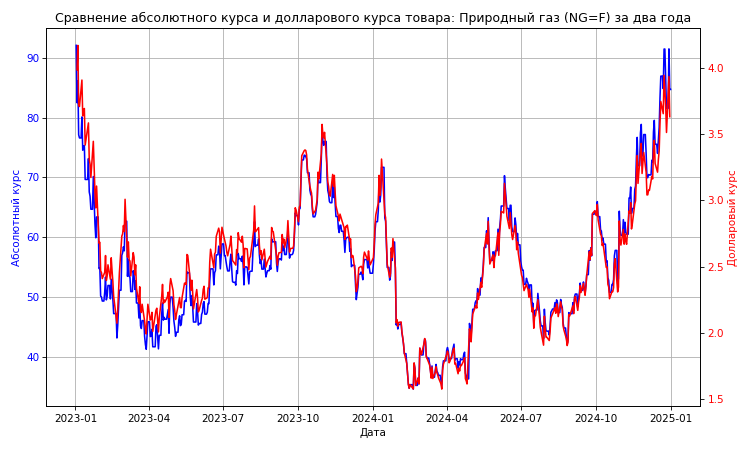 Сравнение абсолютного курса и долларового курса товара: Природный газ (NG=F) за два года
90
80
70
60
50
40
Абсолютный курс
4.0
3.5
3.0
2.5
2.0
1.5
Долларовый курс
2023-01 2023-04 2023-07 2023-10 2024-01 2024-04 2024-07 2024-10 2025-01
Дата